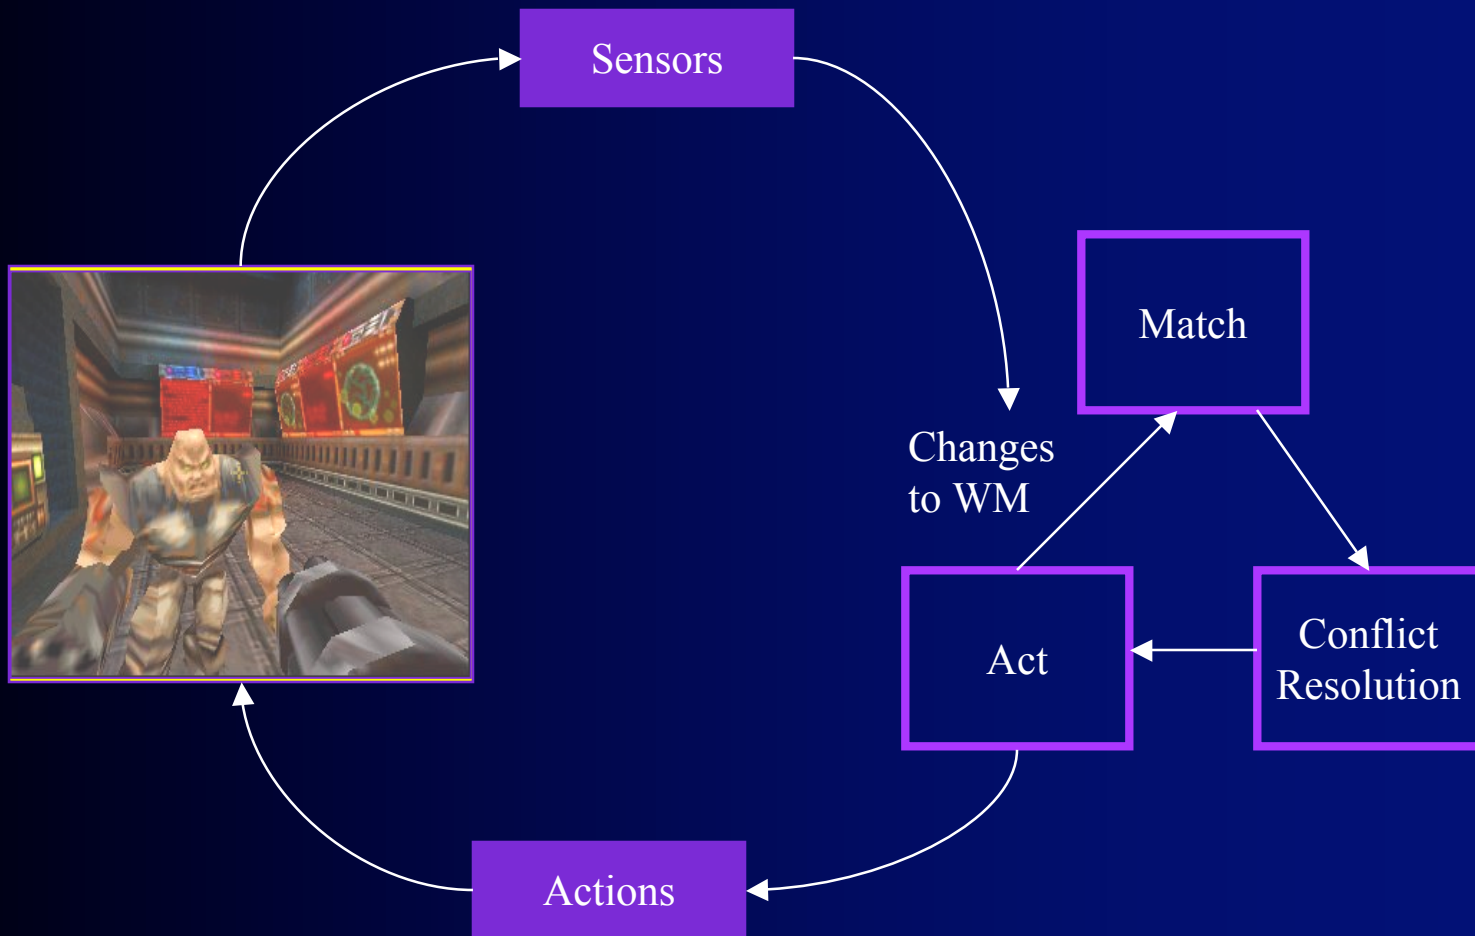 Sensors
Match
Changes
to WM
Act
Conflict
Resolution
Actions